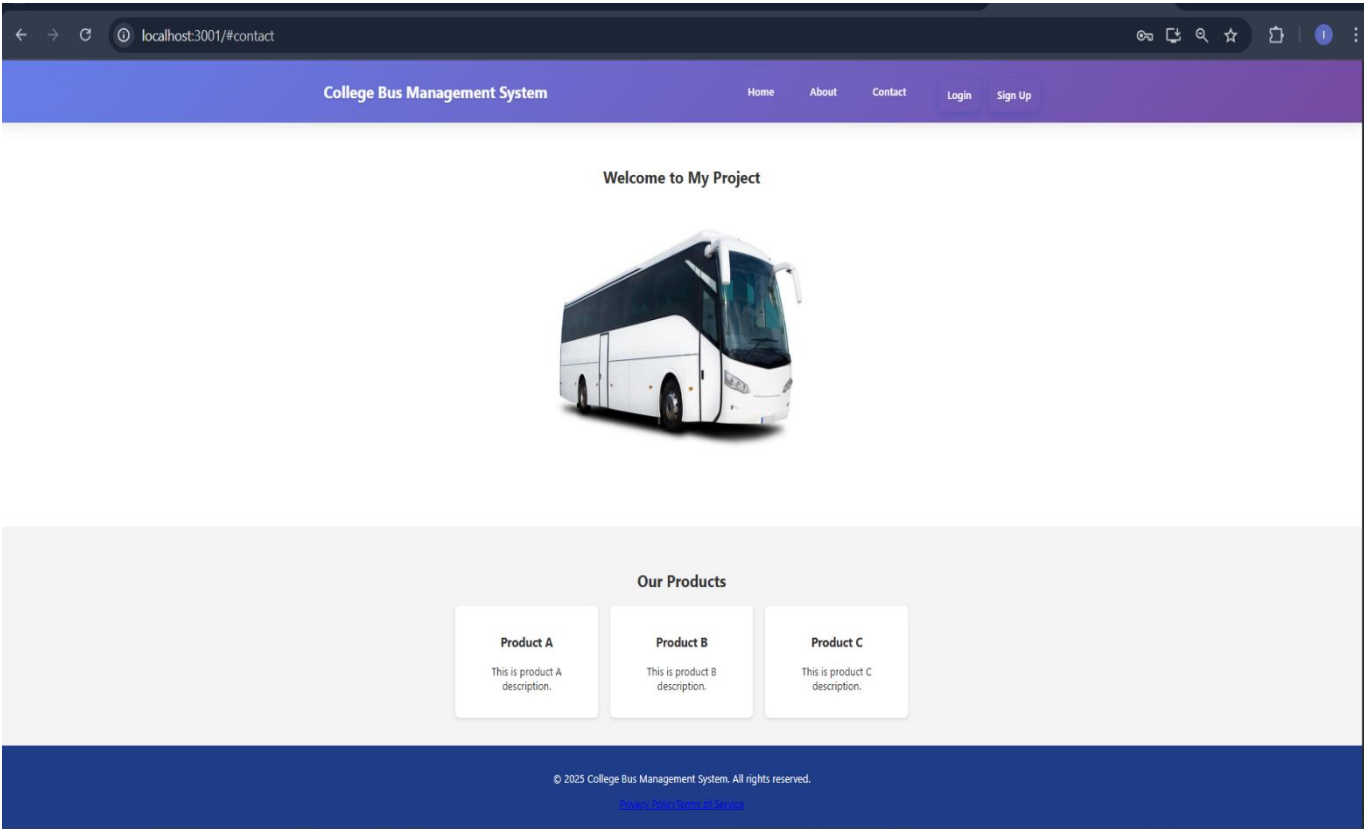 localhost:3001/#contact
I
College Bus Management System
Home About Contact Login Sign Up
Welcome to My Project
Our Products
Product A
This is product A
description.
Product B
This is product B
description.
Product C
This is product C
description.
© 2025 College Bus Management System. All rights reserved.
Privacy PolicyTerms of Service